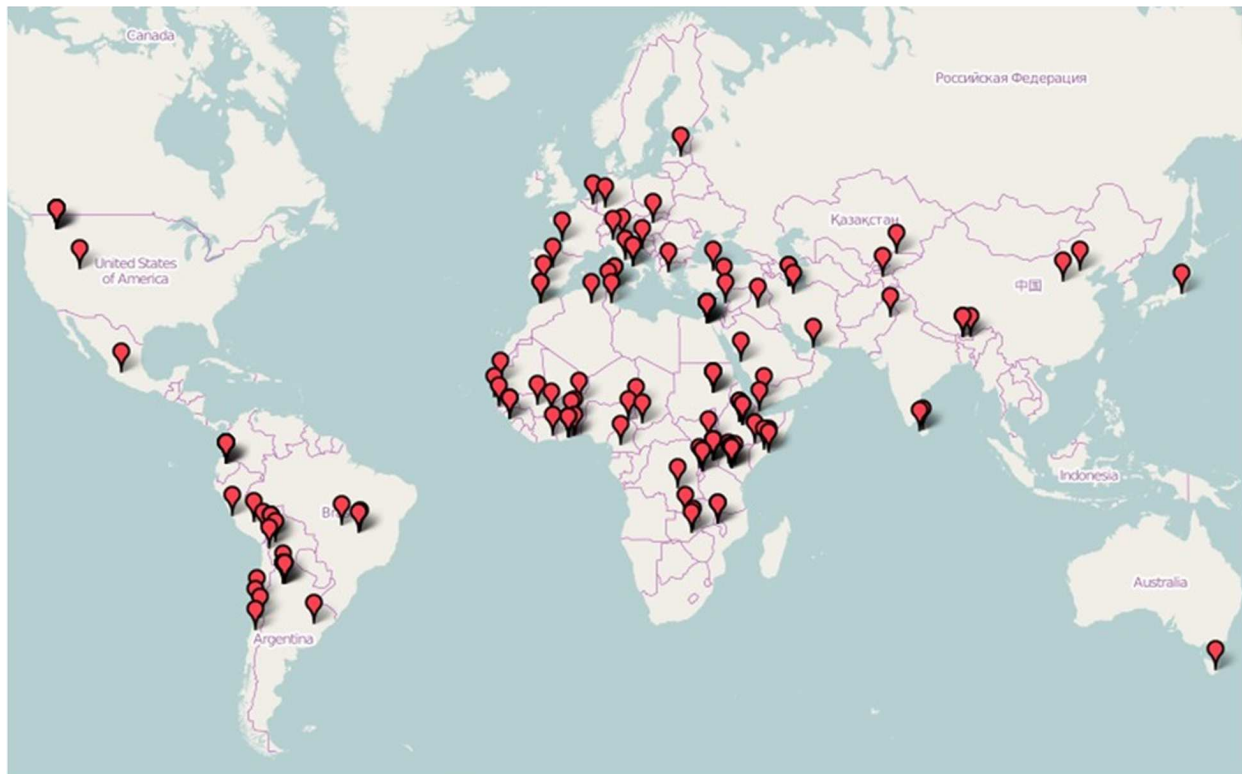 Canada
Российская Федерация
Қазақстан
United States
of America
中国
Indonesia
Australia
Argentina